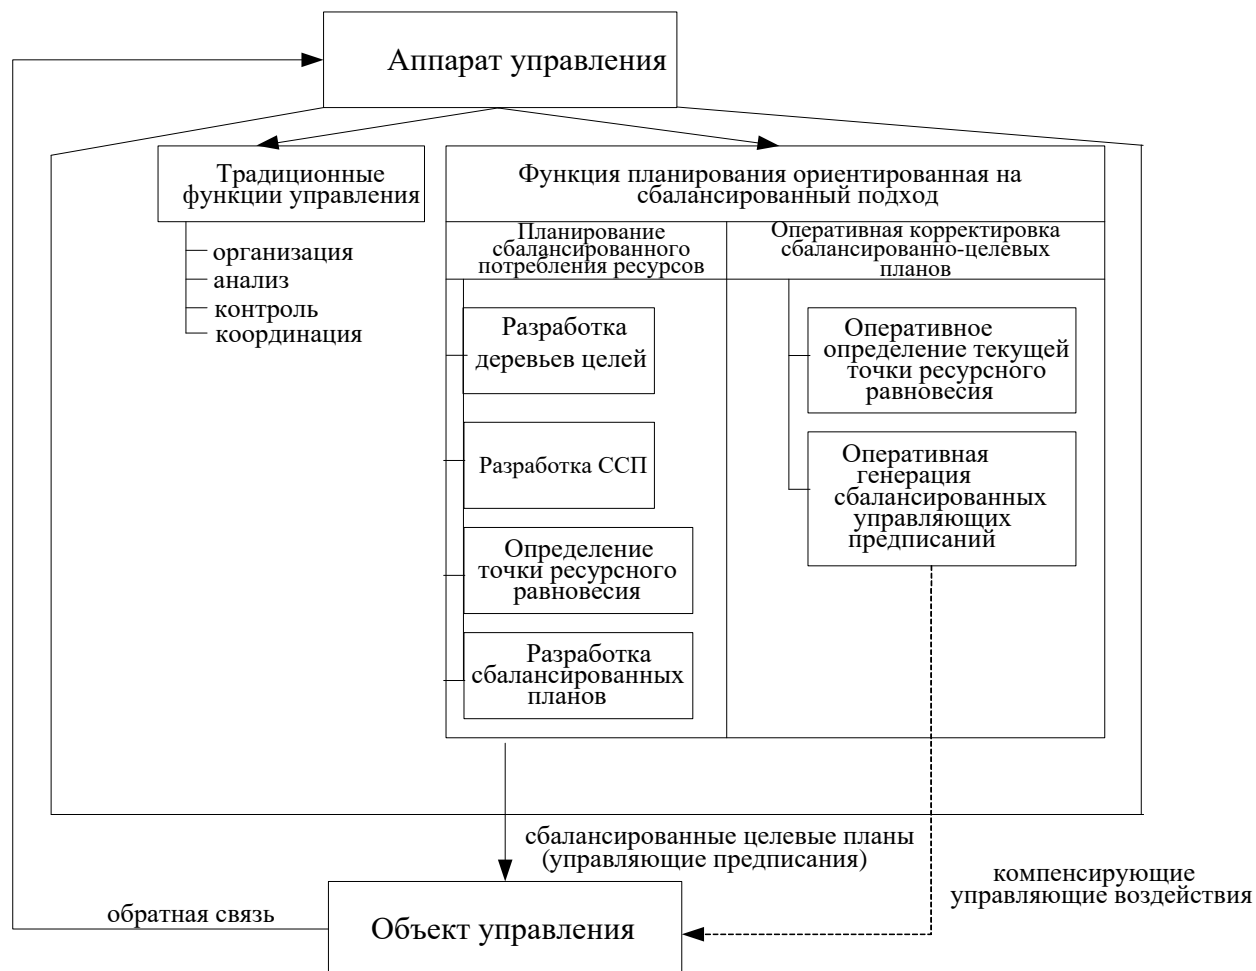 Аппарат управления
Традиционные
функции управления
организация
анализ
контроль
координация
Функция планирования ориентированная на
сбалансированный подход
Планирование
сбалансированного
потребления ресурсов
Разработка
деревьев целей
Разработка ССП
Определение
точки ресурсного
равновесия
Разработка
сбалансированных
планов
Оперативная корректировка
сбалансированно-целевых
планов
Оперативное
определение текущей
точки ресурсного
равновесия
Оперативная
генерация
сбалансированных
управляющих
предписаний
сбалансированные целевые планы
(управляющие предписания)
компенсирующие
управляющие воздействия
обратная связь
Объект управления